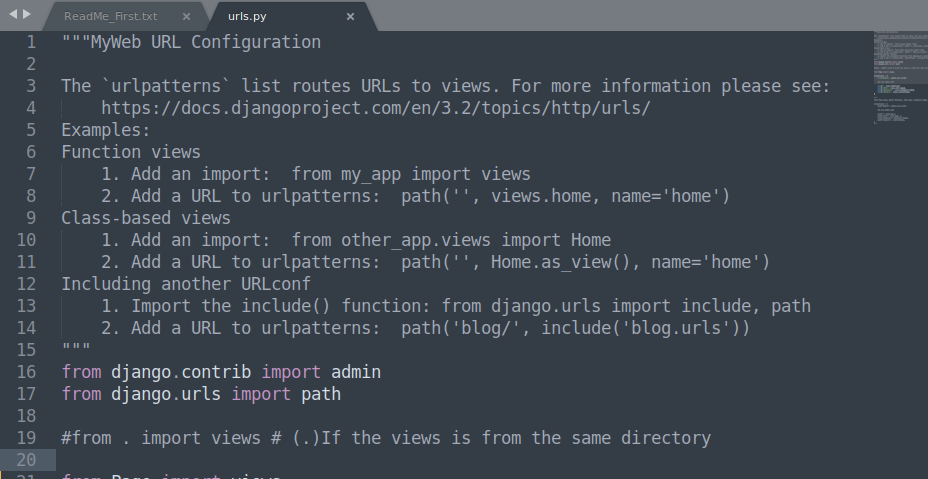 ReadMe_First.txt × urls.py ×
1 """MyWeb URL Configuration
2
3 The `urlpatterns` list routes URLs to views. For more information please see:
4     https://docs.djangoproject.com/en/3.2/topics/http/urls/
5 Examples:
6 Function views
7     1. Add an import:  from my_app import views
8     2. Add a URL to urlpatterns:  path('', views.home, name='home')
9 Class-based views
10     1. Add an import:  from other_app.views import Home
11     2. Add a URL to urlpatterns:  path('', Home.as_view(), name='home')
12 Including another URLconf
13     1. Import the include() function: from django.urls import include, path
14     2. Add a URL to urlpatterns:  path('blog/', include('blog.urls'))
15 """
16 from django.contrib import admin
17 from django.urls import path
18
19 #from . import views # (.)If the views is from the same directory
20
21 from Page import views